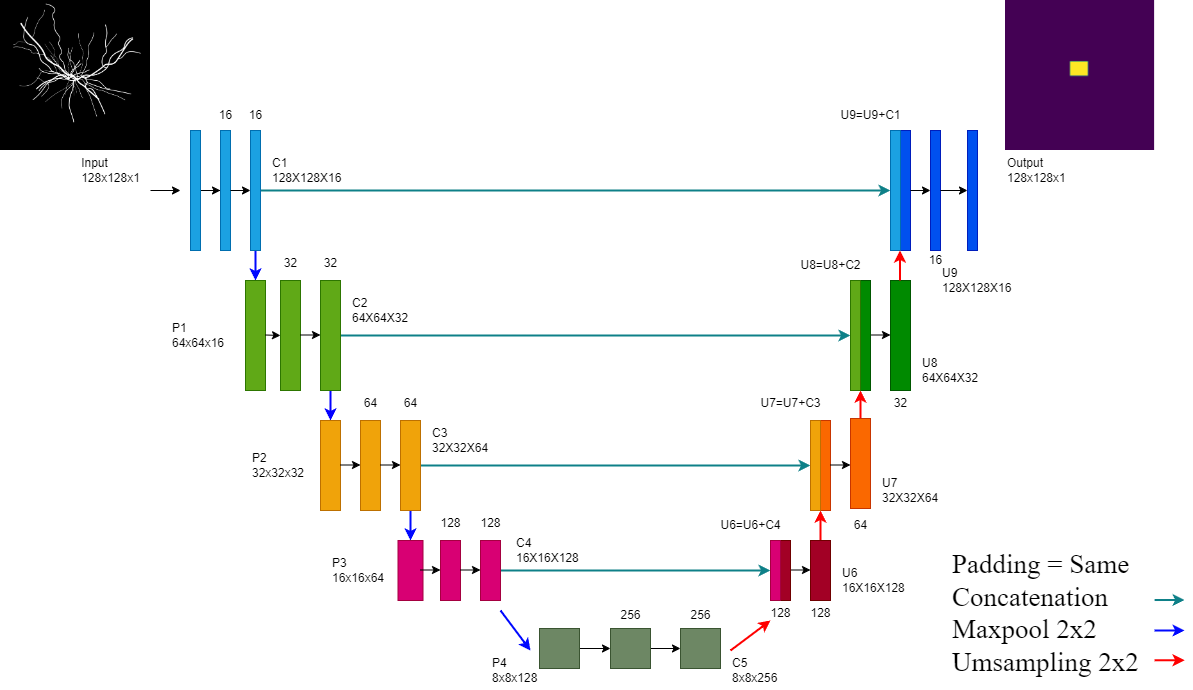 16
16
U9=U9+C1
Input
128x128x1
C1
128X128X16
Output
128x128x1
32
32
U8=U8+C2
16
U9
128X128X16
C2
64X64X32
P1
64x64x16
U8
64X64X32
64
64
U7=U7+C3
32
C3
32X32X64
P2
32x32x32
U7
32X32X64
128
128
U6=U6+C4
64
C4
16X16X128
P3
16x16x64
U6
16X16X128
256
256
128
128
P4
8x8x128
C5
8x8x256
Padding = Same
Concatenation
Maxpool 2x2
Umsampling 2x2